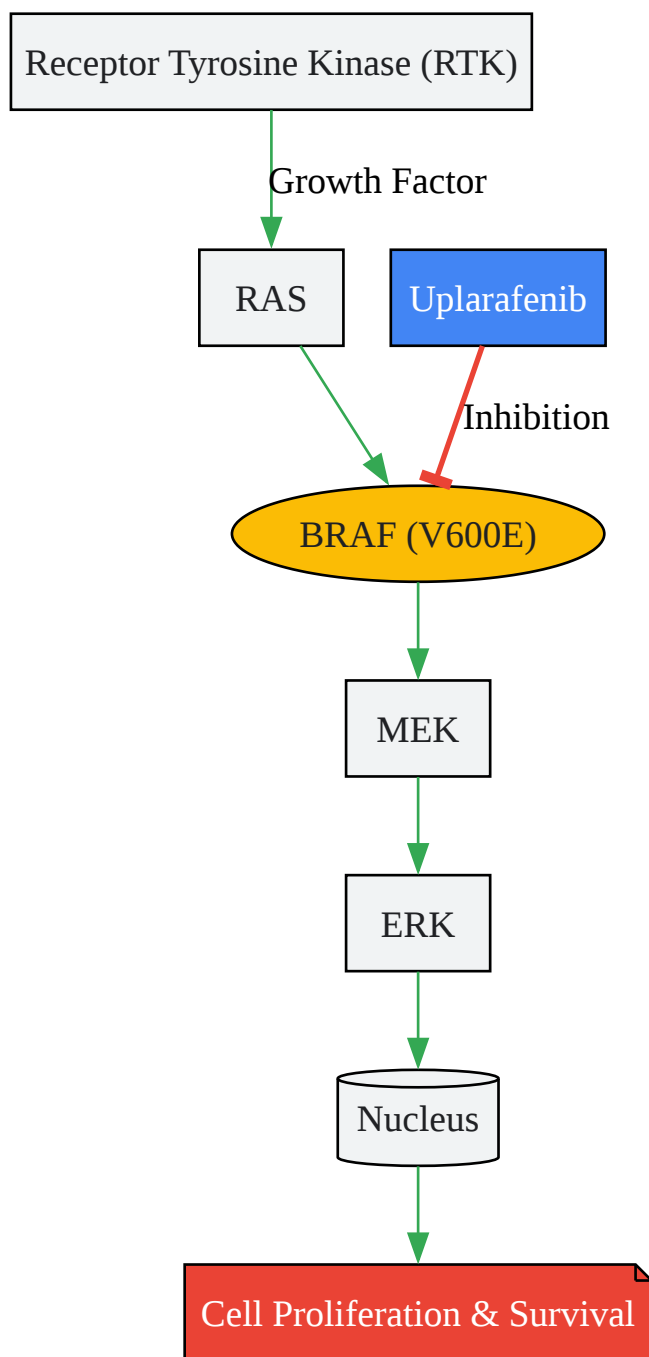 Receptor Tyrosine Kinase (RTK)
Growth Factor
RAS
Uplarafenib
Inhibition
BRAF (V600E)
MEK
ERK
Nucleus
Cell Proliferation & Survival